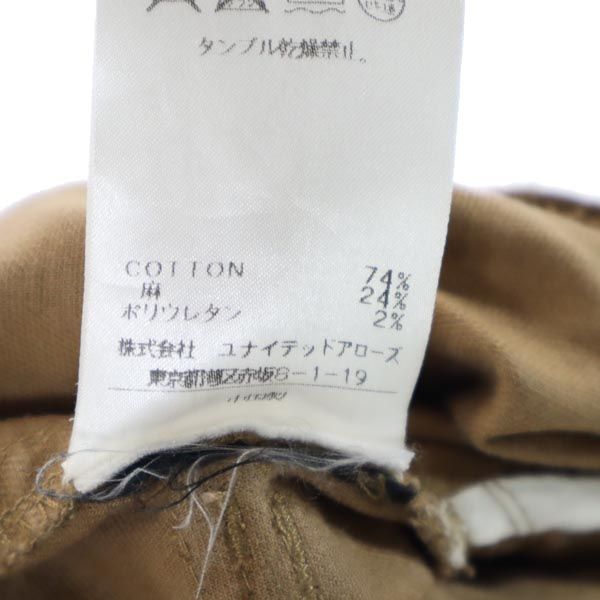 タンブル乾燥禁止。
COTTON 74%
麻 24%
ポリウレタン 2%
株式会社 ユナイテッドアローズ
東京都港区赤坂8-1-19